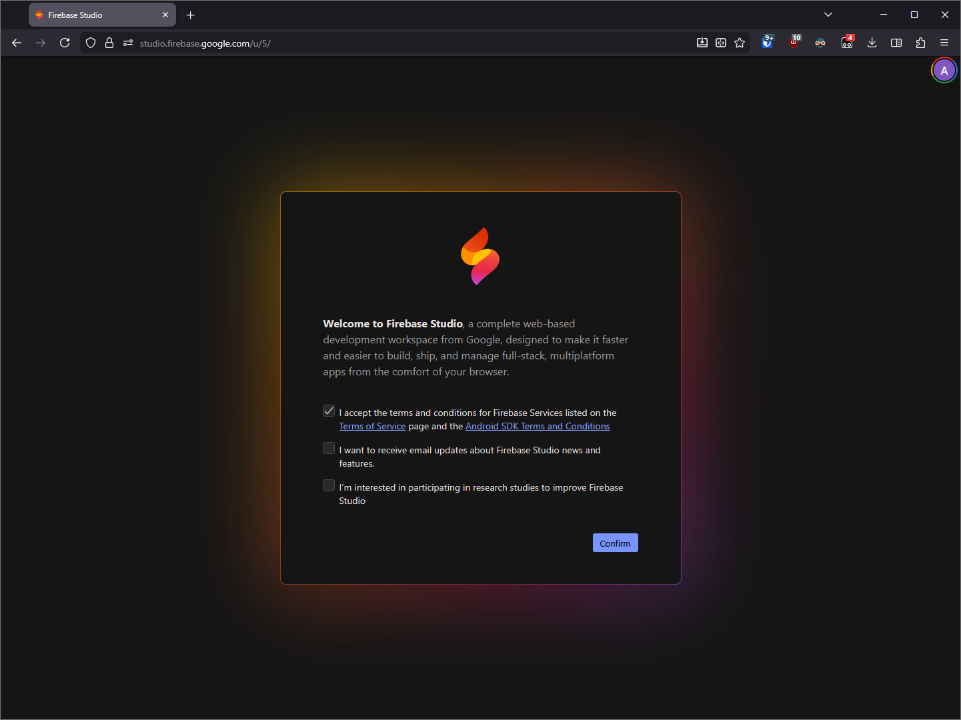 Firebase Studio
studio.firebase.google.com/u/5/
9+
10
4
A
Welcome to Firebase Studio, a complete web-based
development workspace from Google, designed to make it faster
and easier to build, ship, and manage full-stack, multiplatform
apps from the comfort of your browser.
I accept the terms and conditions for Firebase Services listed on the
Terms of Service page and the Android SDK Terms and Conditions
I want to receive email updates about Firebase Studio news and
features.
I'm interested in participating in research studies to improve Firebase
Studio
Confirm